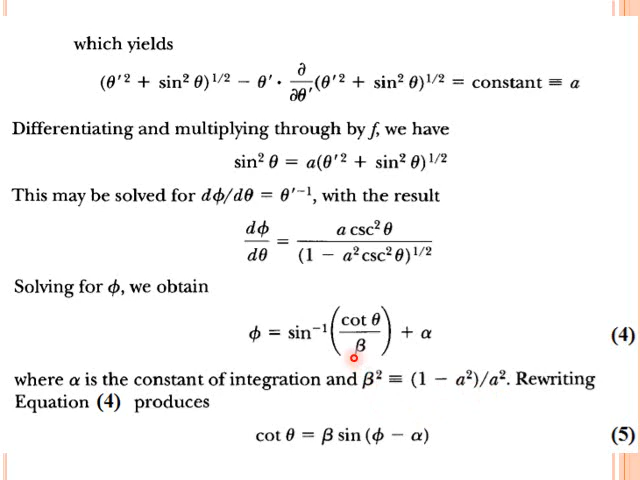 which yields
(θ′² + sin² θ)^1/2 − θ′ · ∂/∂θ′ (θ′² + sin² θ)^1/2 = constant ≡ a
Differentiating and multiplying through by f, we have
sin² θ = a(θ′² + sin² θ)^1/2
This may be solved for dϕ/dθ = θ′⁻¹, with the result
dϕ/dθ = a csc² θ / (1 − a² csc² θ)^1/2
Solving for ϕ, we obtain
ϕ = sin⁻¹ (cot θ / β) + α (4)
where α is the constant of integration and β² ≡ (1 − a²)/a². Rewriting
Equation (4) produces
cot θ = β sin (ϕ − α) (5)